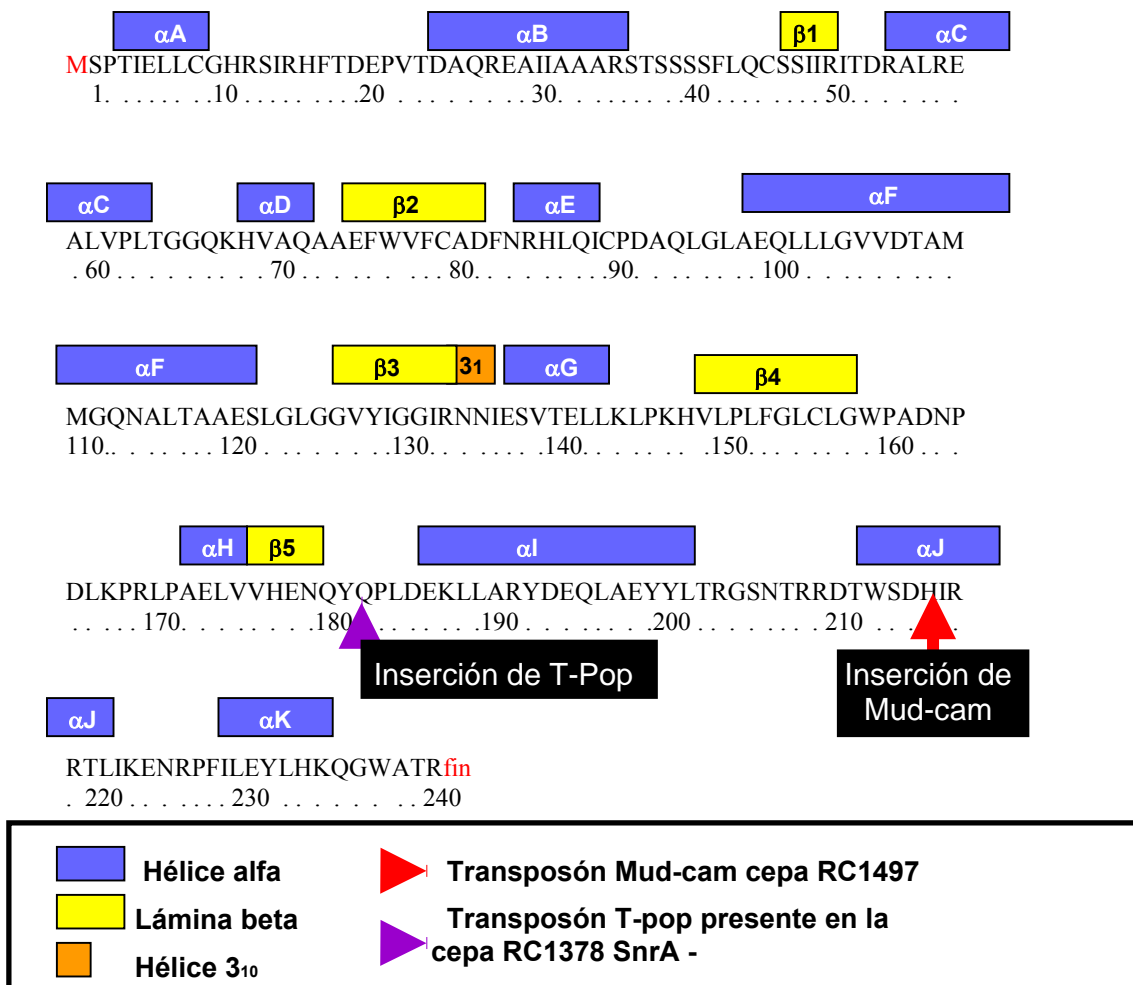 αA αB β1 αC
MSPTIELLCGHRSIRHFTDEPVTDAQREAIIAAARSTSSSSFLQCSSIIRITDRALRE
1. . . . . . . .10 . . . . . . . .20 . . . . . . . . .30 . . . . . . . . .40 . . . . . . . . 50 . . . . . . .
αC αD β2 αE αF
ALVPLTGGQKHVAQAAEFWVFCADFNRHLQICPDAQLGLAEQLLLGVVDTAM
. 60 . . . . . . . . . 70 . . . . . . . . . 80 . . . . . . . . . 90. . . . . . . . . 100 . . . . . . . . .
αF β3 31 αG β4
MGQNALTAAESLGLGGVYIGGIRNNIESVTELLKLPKHVLPLFGLCLGWPADNP
110.. . . . . . . . 120 . . . . . . . . .130 . . . . . . . . 140 . . . . . . . . .150 . . . . . . . . 160 . . .
αH β5 αI αJ
DLKPRLPAELVVHENQYQPLDEKLLARYDEQLAEYYLTRGSNTRRDTWSDHIR
. . . . . 170. . . . . . . . . 180 . . . . . . . . . 190 . . . . . . . . . 200 . . . . . . . . . 210 . . . . . . .
Inserción de T-Pop
Inserción de
Mud-cam
αJ αK
RTLIKENRPFILEYLHKQGWATRfin
. 220 . . . . . . . 230 . . . . . . . . 240
Hélice alfa
Transposón Mud-cam cepa RC1497
Lámina beta
Transposón T-pop presente en la
cepa RC1378 SnrA -
Hélice 310